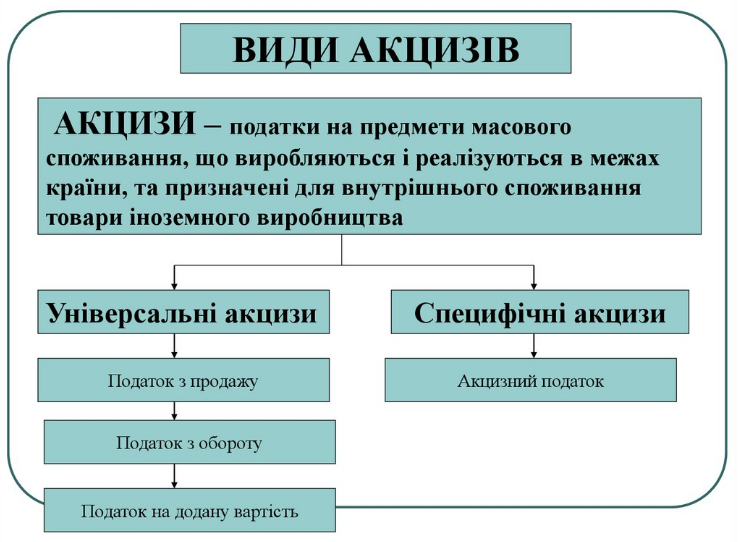 ВИДИ АКЦИЗІВ
АКЦИЗИ – податки на предмети масового
споживання, що виробляються і реалізуються в межах
країни, та призначені для внутрішнього споживання
товари іноземного виробництва
Універсальні акцизи
Специфічні акцизи
Податок з продажу
Акцизний податок
Податок з обороту
Податок на додану вартість